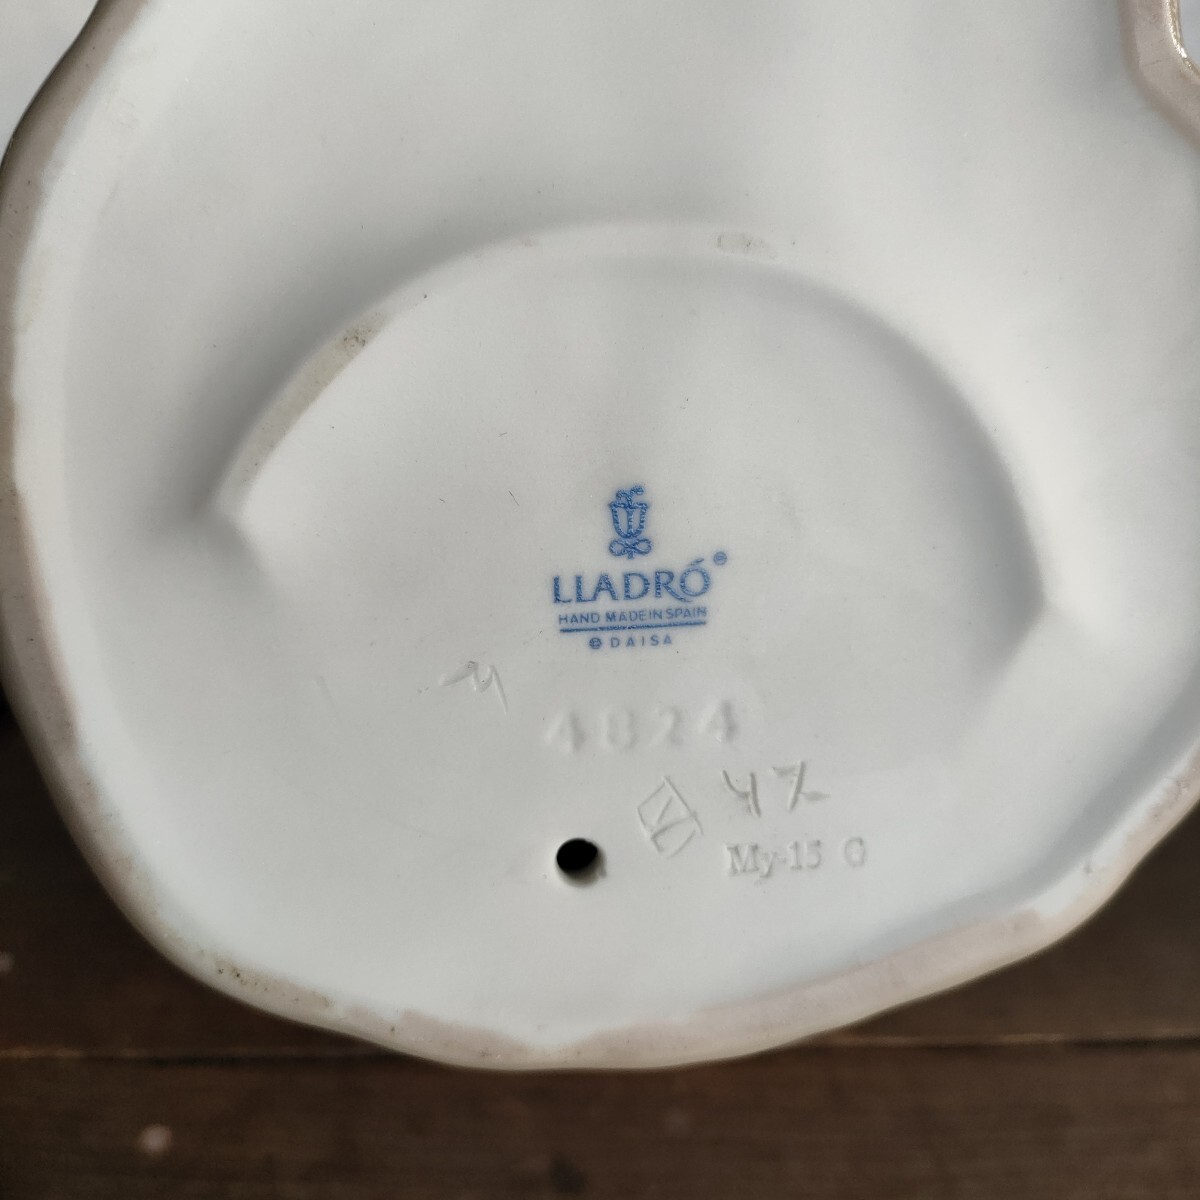 LLADRÓ®
HAND MADE IN SPAIN
© DAISA
4824
My-15 G